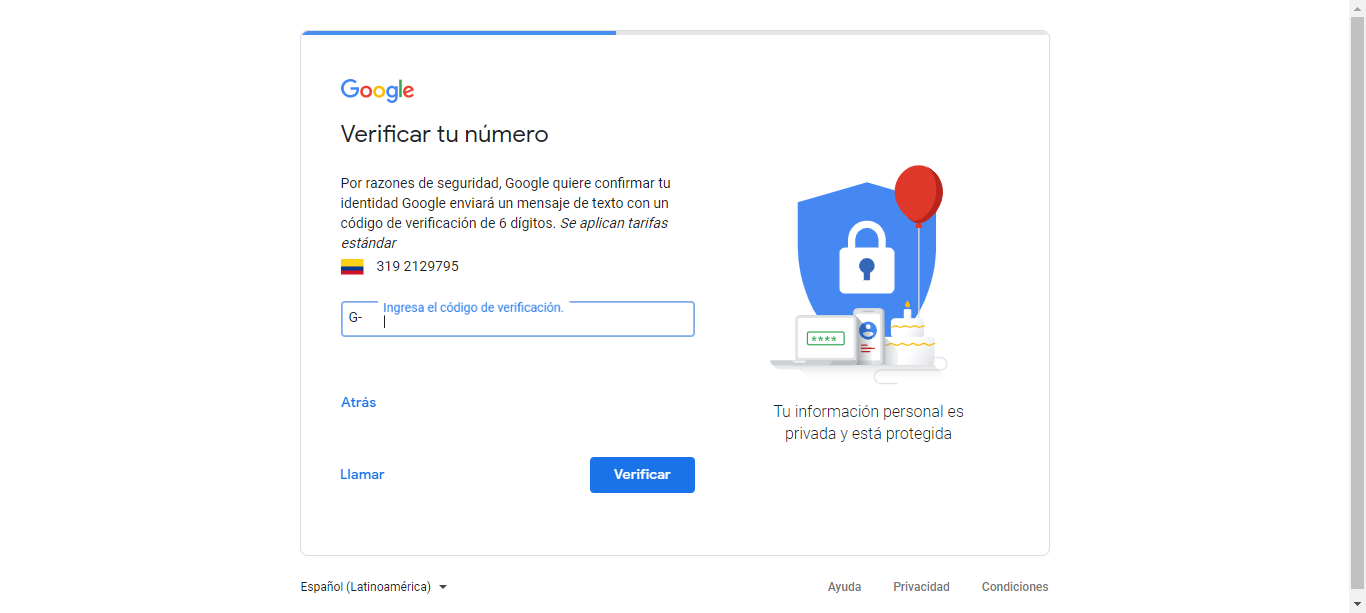 Google
Verificar tu número
Por razones de seguridad, Google quiere confirmar tu
identidad Google enviará un mensaje de texto con un
código de verificación de 6 dígitos. Se aplican tarifas
estándar
319 2129795
Ingresa el código de verificación.
G-
****
Atrás
Tu información personal es
privada y está protegida
Llamar
Verificar
Español (Latinoamérica)
Ayuda
Privacidad
Condiciones